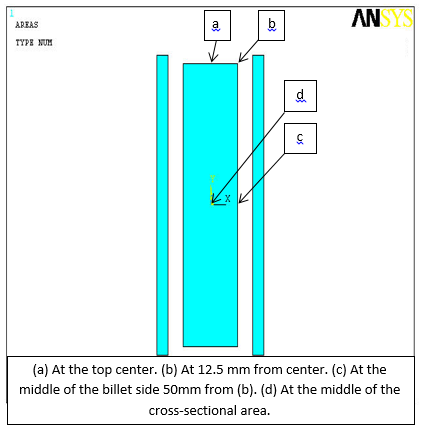 1
AREAS
TYPE NUM
ANSYS
a
b
d
c
Y
X
(a) At the top center. (b) At 12.5 mm from center. (c) At the
middle of the billet side 50mm from (b). (d) At the middle of the
cross-sectional area.